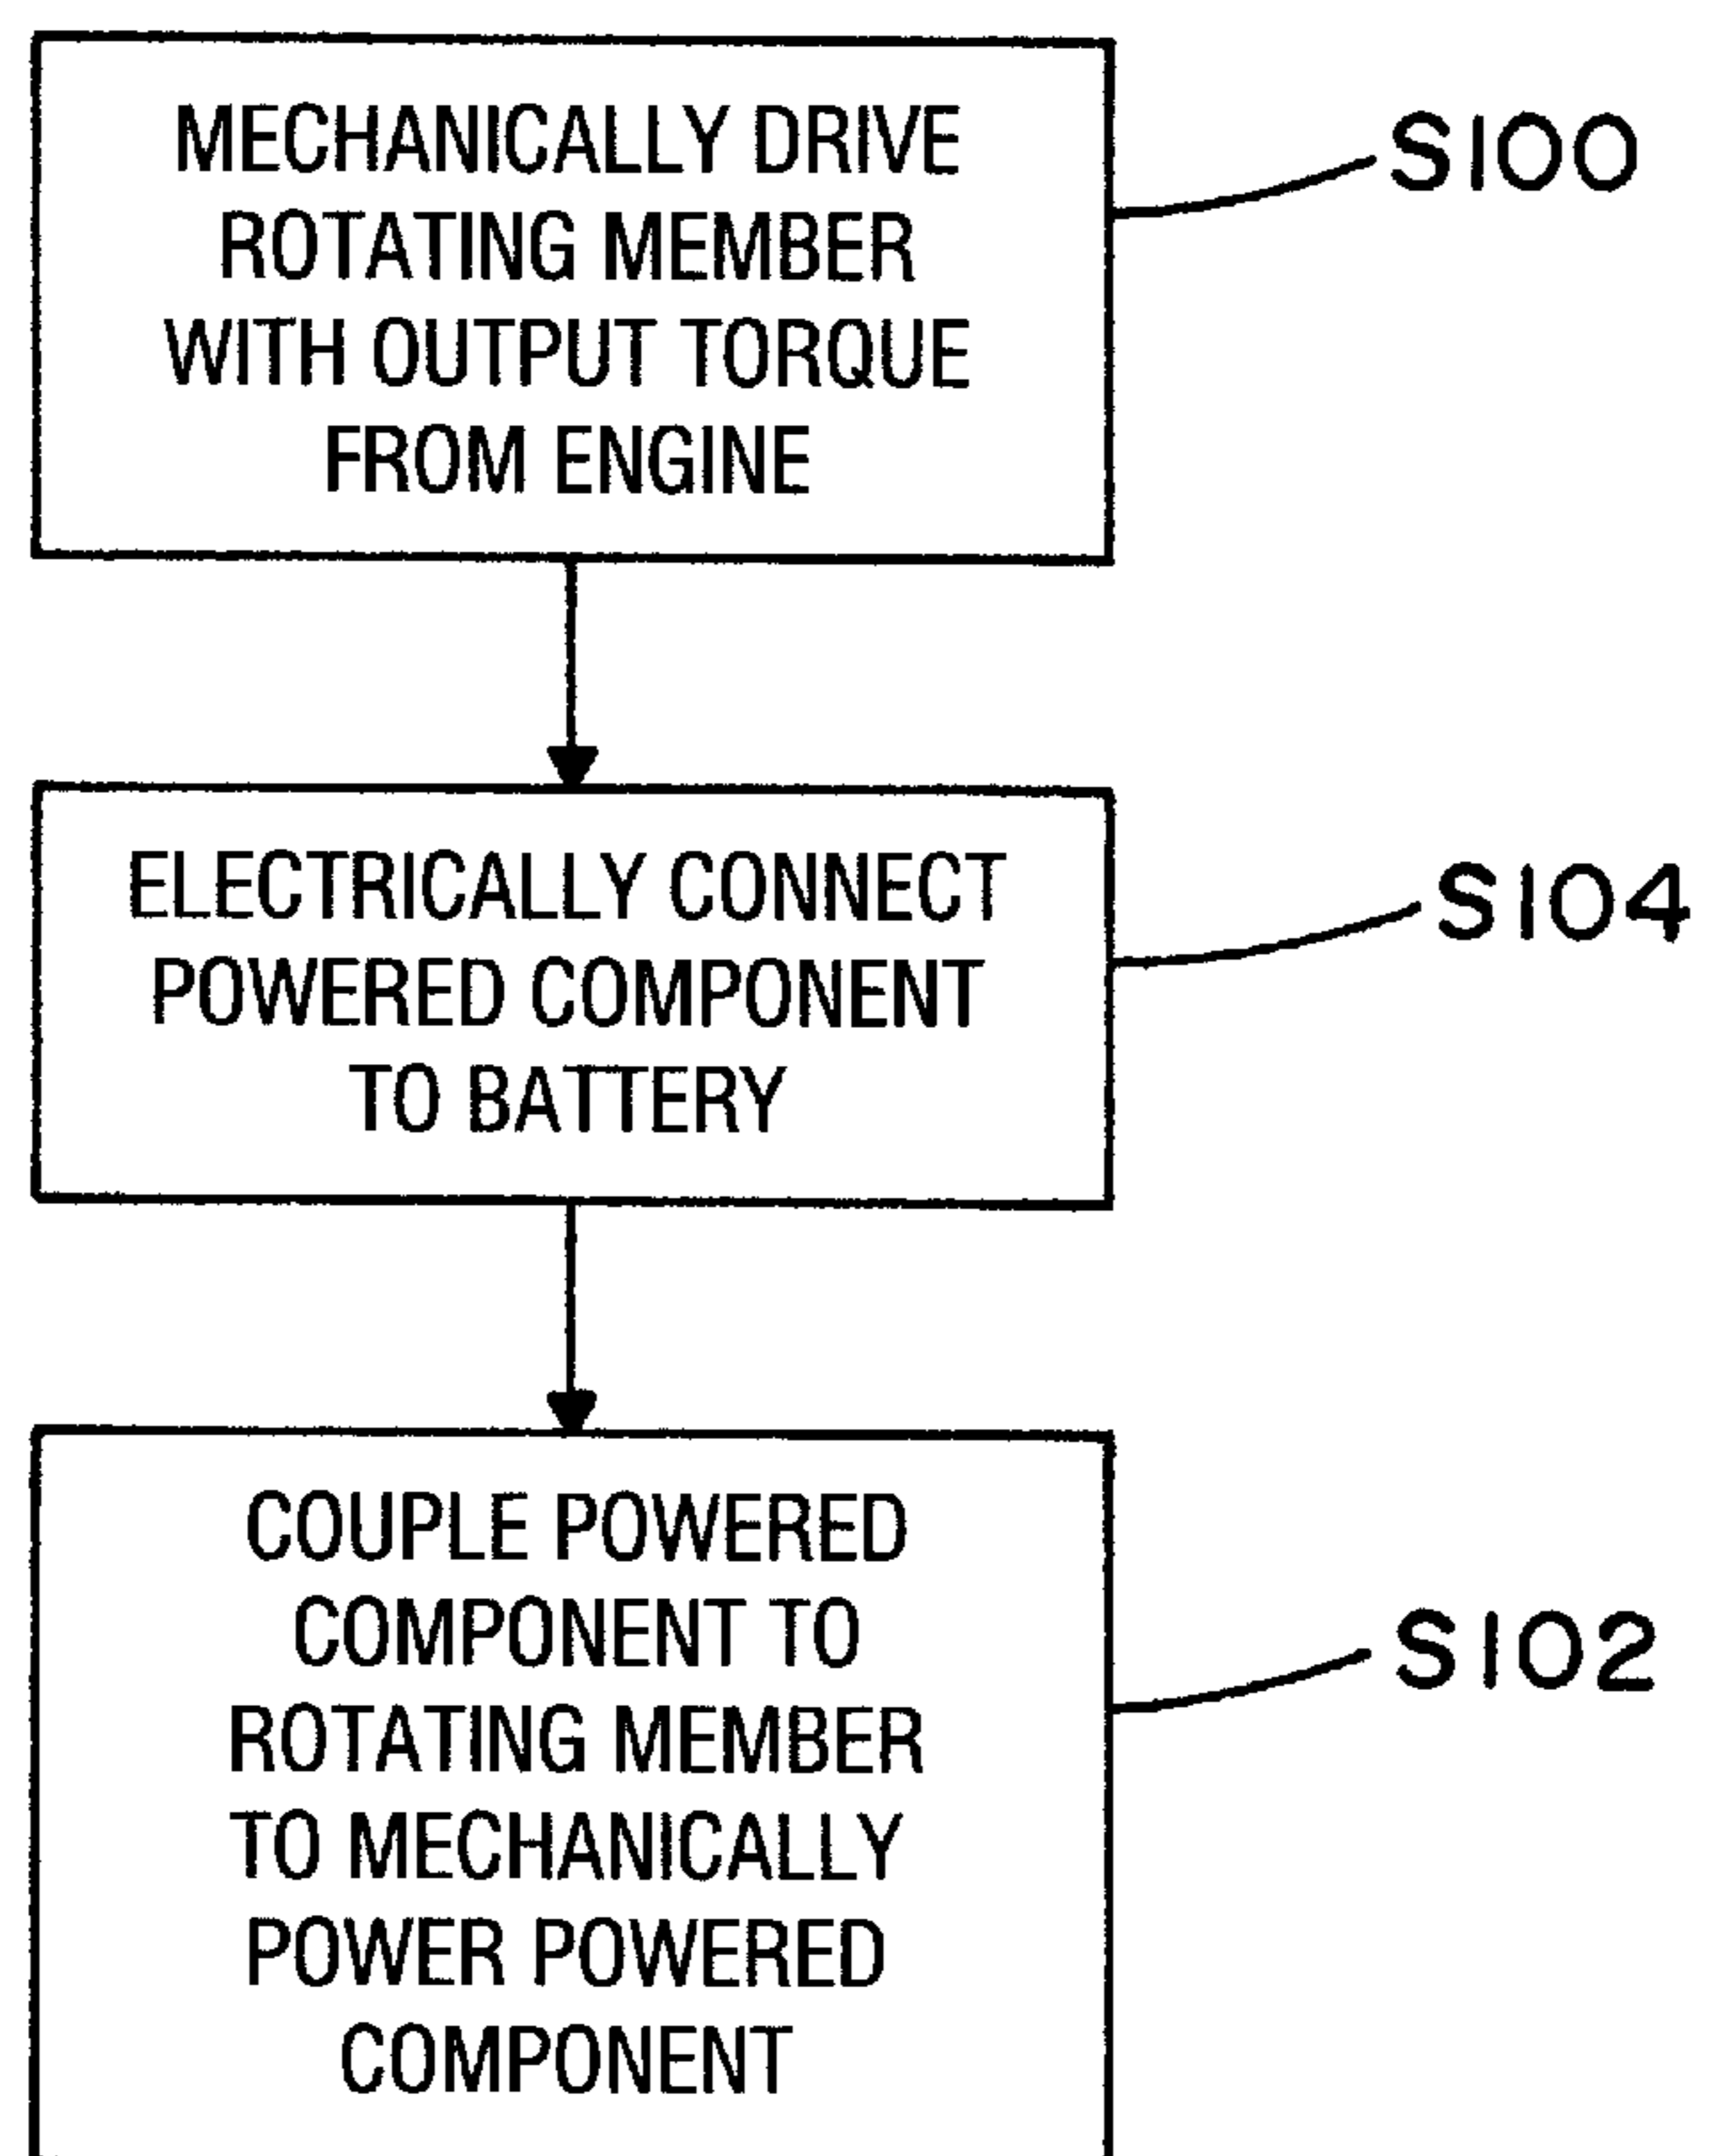 MECHANICALLY DRIVE
ROTATING MEMBER
WITH OUTPUT TORQUE
FROM ENGINE
S100
ELECTRICALLY CONNECT
POWERED COMPONENT
TO BATTERY
S104
COUPLE POWERED
COMPONENT TO
ROTATING MEMBER
TO MECHANICALLY
POWER POWERED
COMPONENT
S102